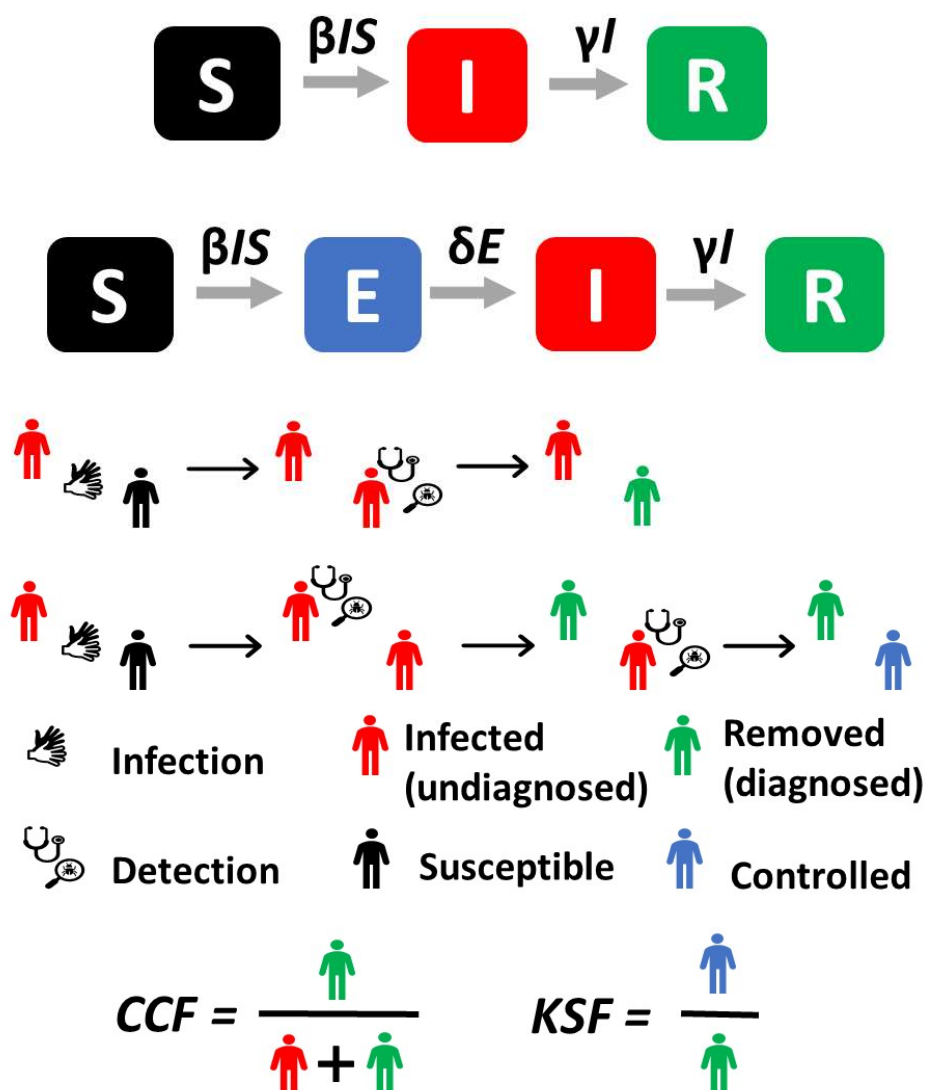 βIS γI
S I R
βIS δE γI
S E I R
Infection
Infected
(undiagnosed)
Removed
(diagnosed)
Detection
Susceptible
Controlled
CCF =
+
KSF =